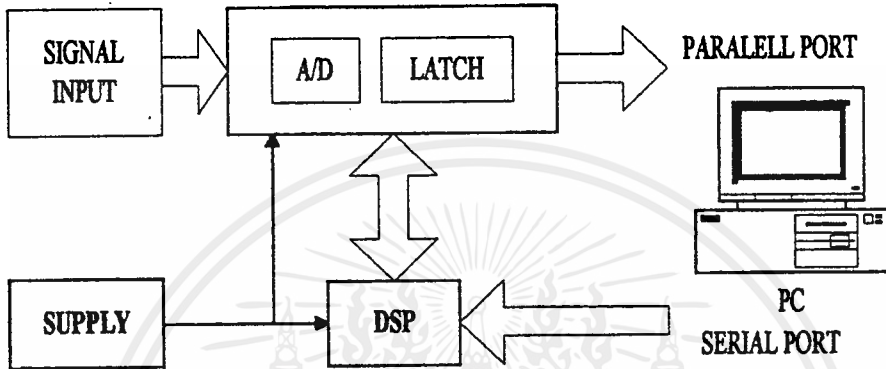 SIGNAL
INPUT
A/D
LATCH
PARALELL PORT
SUPPLY
DSP
PC
SERIAL PORT